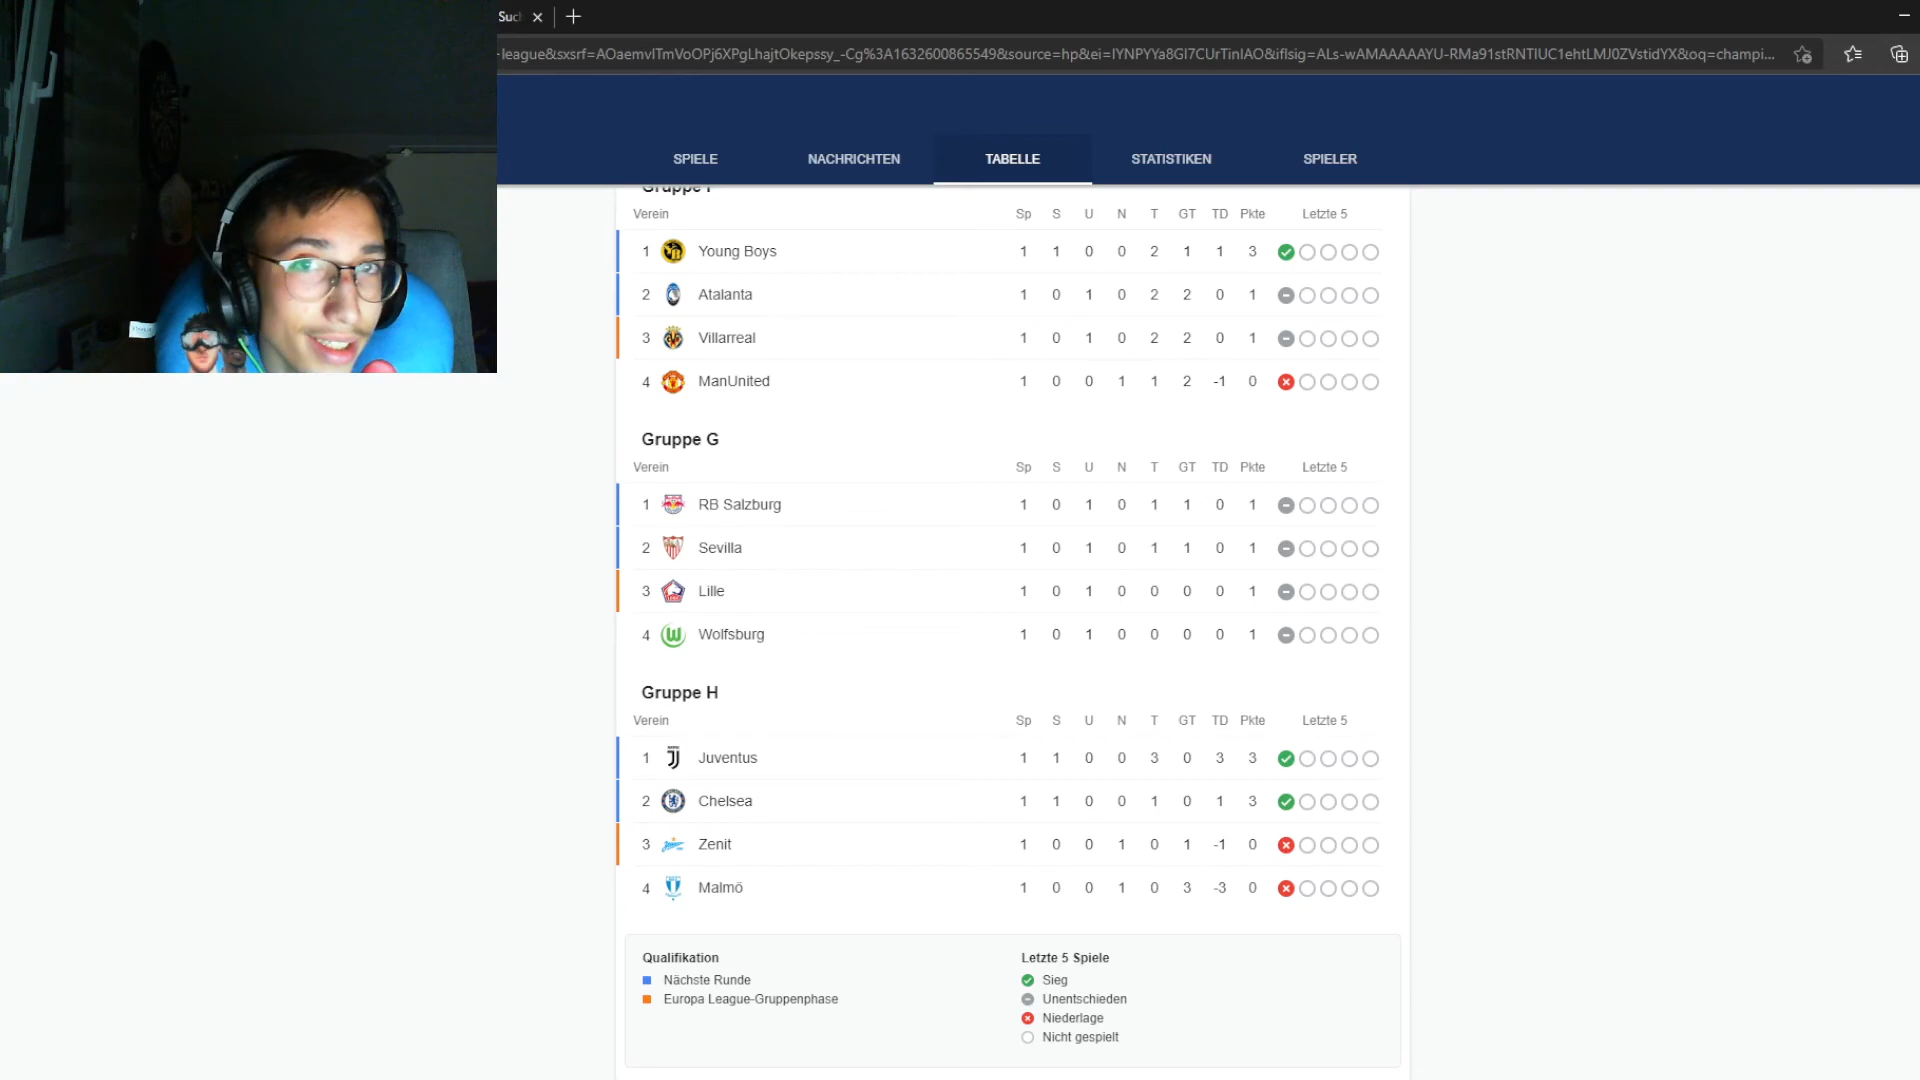 Suc
-league&sxsrf=AOaemvITmVoOPj6XPgLhajtOkepssy_-Cg%3A1632600865549&source=hp&ei=IYNPYYa8GI7CUrTinIAO&iflsig=ALs-wAMAAAAAYU-RMa91stRNTIUC1ehtLMJ0ZVstidYX&oq=champi...
SPIELE NACHRICHTEN TABELLE STATISTIKEN SPIELER
Gruppe F
Verein Sp S U N T GT TD Pkte Letzte 5
1 Young Boys 1 1 0 0 2 1 1 3
2 Atalanta 1 0 1 0 2 2 0 1
3 Villarreal 1 0 1 0 2 2 0 1
4 ManUnited 1 0 0 1 1 2 -1 0
Gruppe G
Verein Sp S U N T GT TD Pkte Letzte 5
1 RB Salzburg 1 0 1 0 1 1 0 1
2 Sevilla 1 0 1 0 1 1 0 1
3 Lille 1 0 1 0 0 0 0 1
4 Wolfsburg 1 0 1 0 0 0 0 1
Gruppe H
Verein Sp S U N T GT TD Pkte Letzte 5
1 Juventus 1 1 0 0 3 0 3 3
2 Chelsea 1 1 0 0 1 0 1 3
3 Zenit 1 0 0 1 0 1 -1 0
4 Malmö 1 0 0 1 0 3 -3 0
Qualifikation
Nächste Runde
Europa League-Gruppenphase
Letzte 5 Spiele
Sieg
Unentschieden
Niederlage
Nicht gespielt